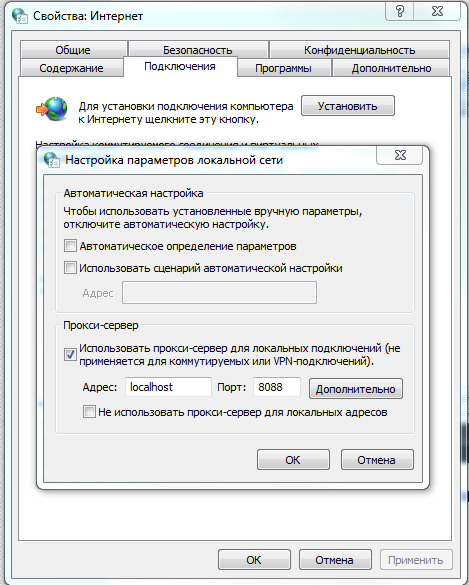 Свойства: Интернет
Общие Безопасность Конфиденциальность
Содержание Подключения Программы Дополнительно
Для установки подключения компьютера
к Интернету щелкните эту кнопку.
Установить
Настройка коммутируемого соединения и виртуальных
Настройка параметров локальной сети
Автоматическая настройка
Чтобы использовать установленные вручную параметры,
отключите автоматическую настройку.
Автоматическое определение параметров
Использовать сценарий автоматической настройки
Адрес
Прокси-сервер
Использовать прокси-сервер для локальных подключений (не
применяется для коммутируемых или VPN-подключений).
Адрес: localhost Порт: 8088 Дополнительно
Не использовать прокси-сервер для локальных адресов
ОК Отмена
ОК Отмена Применить